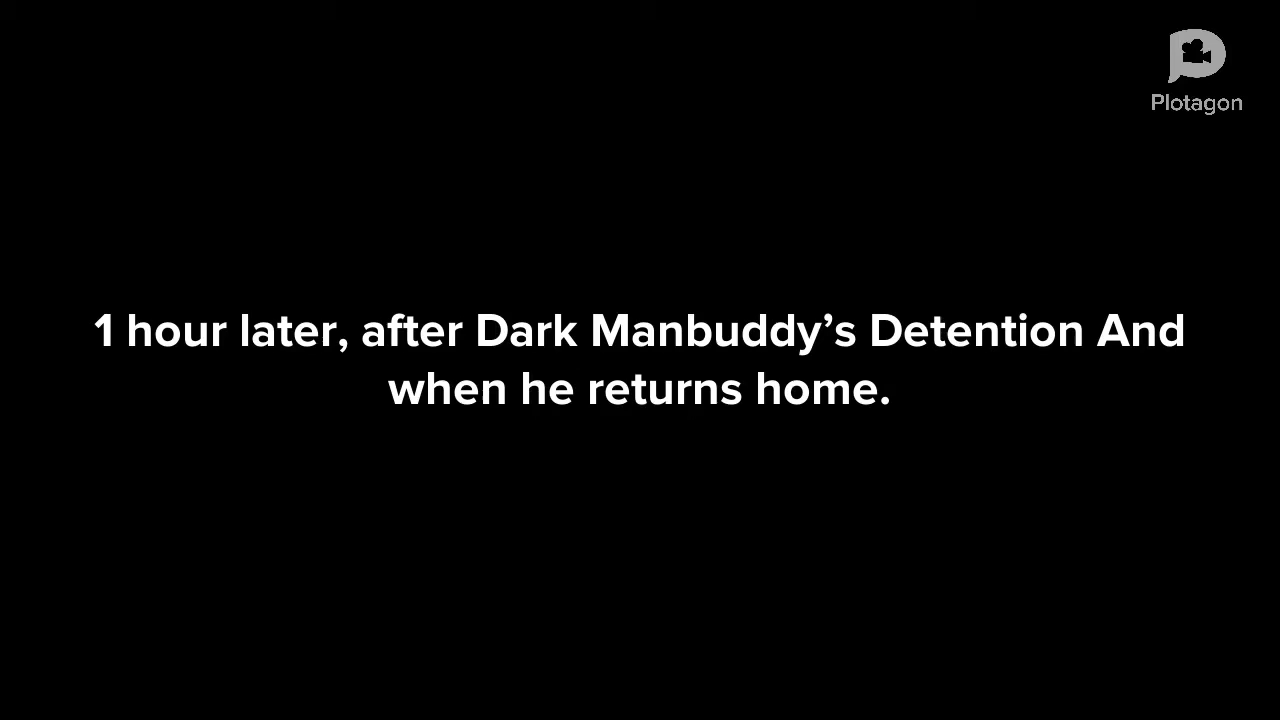 Plotagon
1 hour later, after Dark Manbuddy’s Detention And
when he returns home.